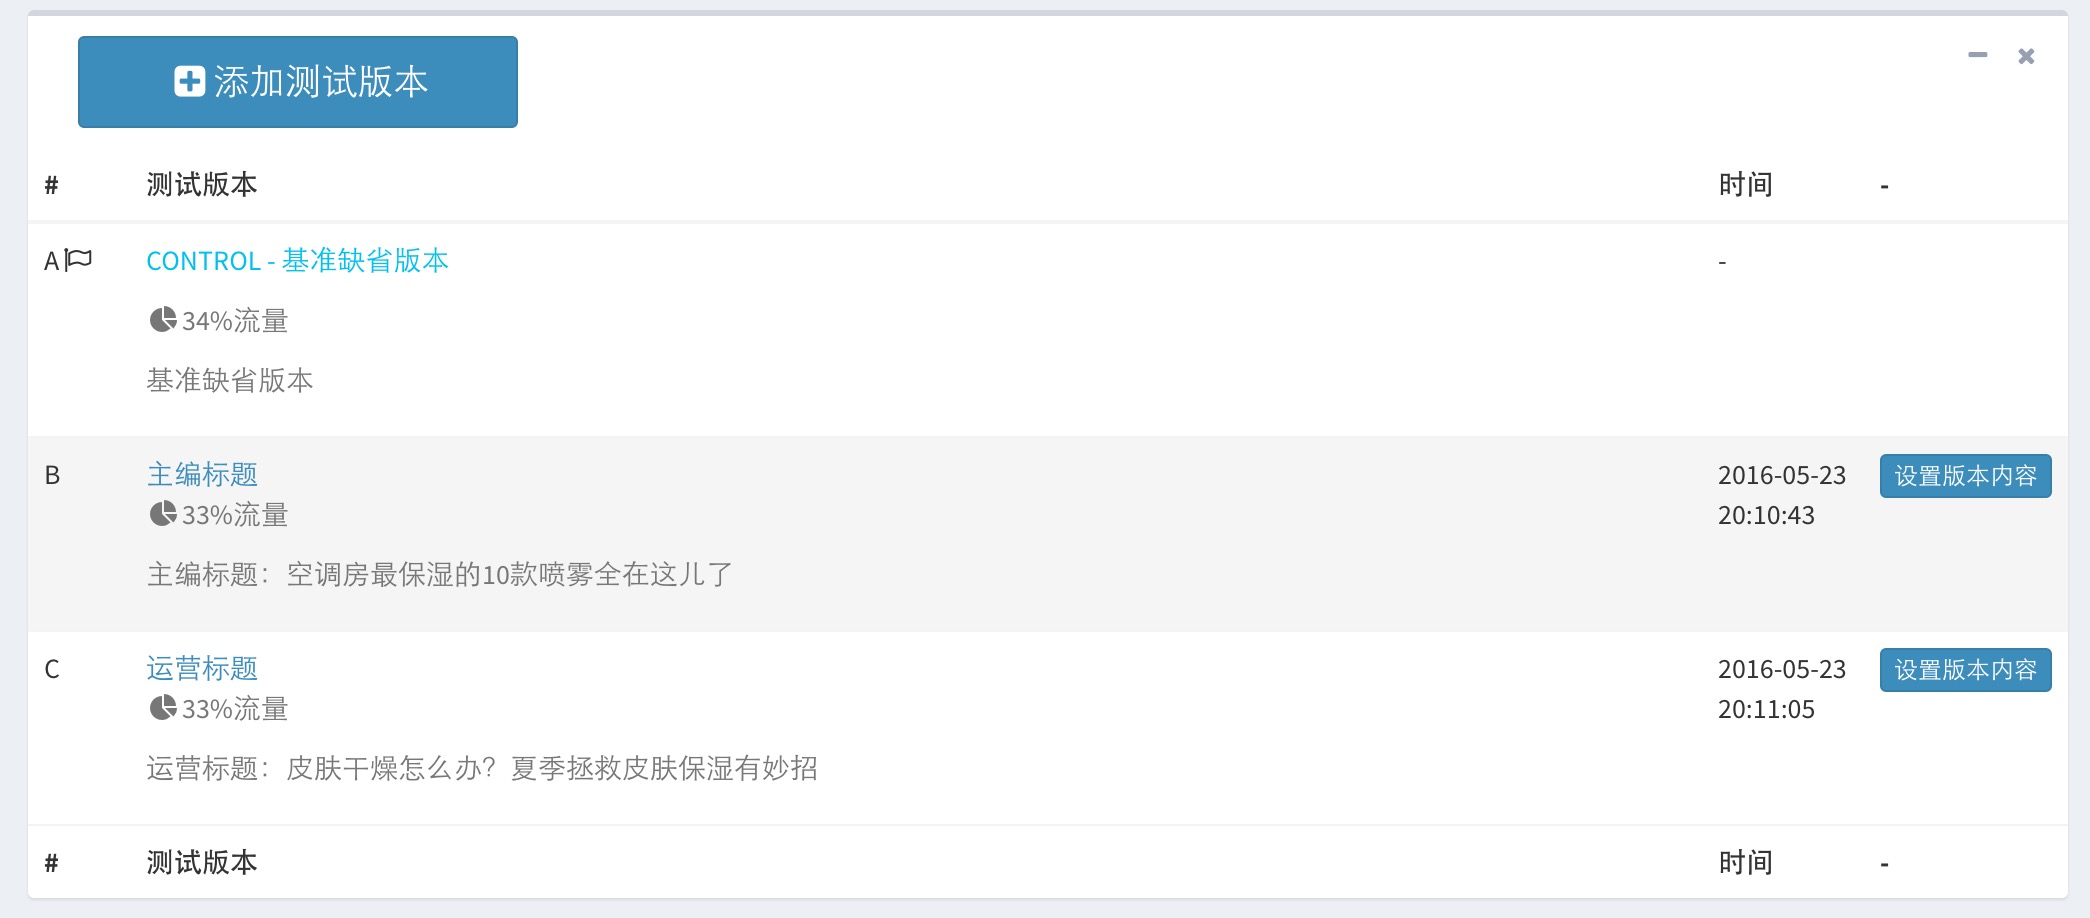 添加测试版本
# 测试版本 时间 -
A CONTROL - 基准缺省版本 -
34%流量
基准缺省版本
B 主编标题 2016-05-23 设置版本内容
33%流量 20:10:43
主编标题：空调房最保湿的10款喷雾全在这儿了
C 运营标题 2016-05-23 设置版本内容
33%流量 20:11:05
运营标题：皮肤干燥怎么办？夏季拯救皮肤保湿有妙招
# 测试版本 时间 -